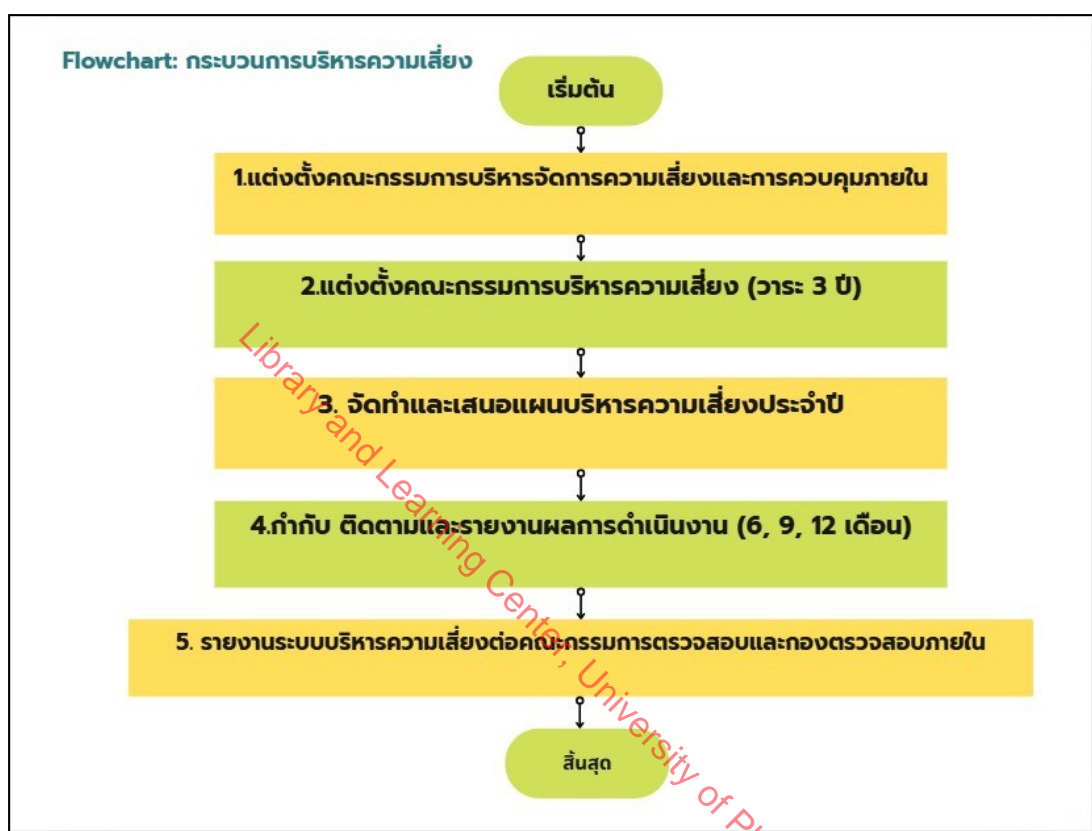 Flowchart: กระบวนการบริหารความเสี่ยง
เริ่มต้น
1.แต่งตั้งคณะกรรมการบริหารจัดการความเสี่ยงและการควบคุมภายใน
2.แต่งตั้งคณะกรรมการบริหารความเสี่ยง (วาระ 3 ปี)
3. จัดทำและเสนอแผนบริหารความเสี่ยงประจำปี
4.กำกับ ติดตามและรายงานผลการดำเนินงาน (6, 9, 12 เดือน)
5. รายงานระบบบริหารความเสี่ยงต่อคณะกรรมการตรวจสอบและกองตรวจสอบภายใน
สิ้นสุด
Library and Learning Center, University of